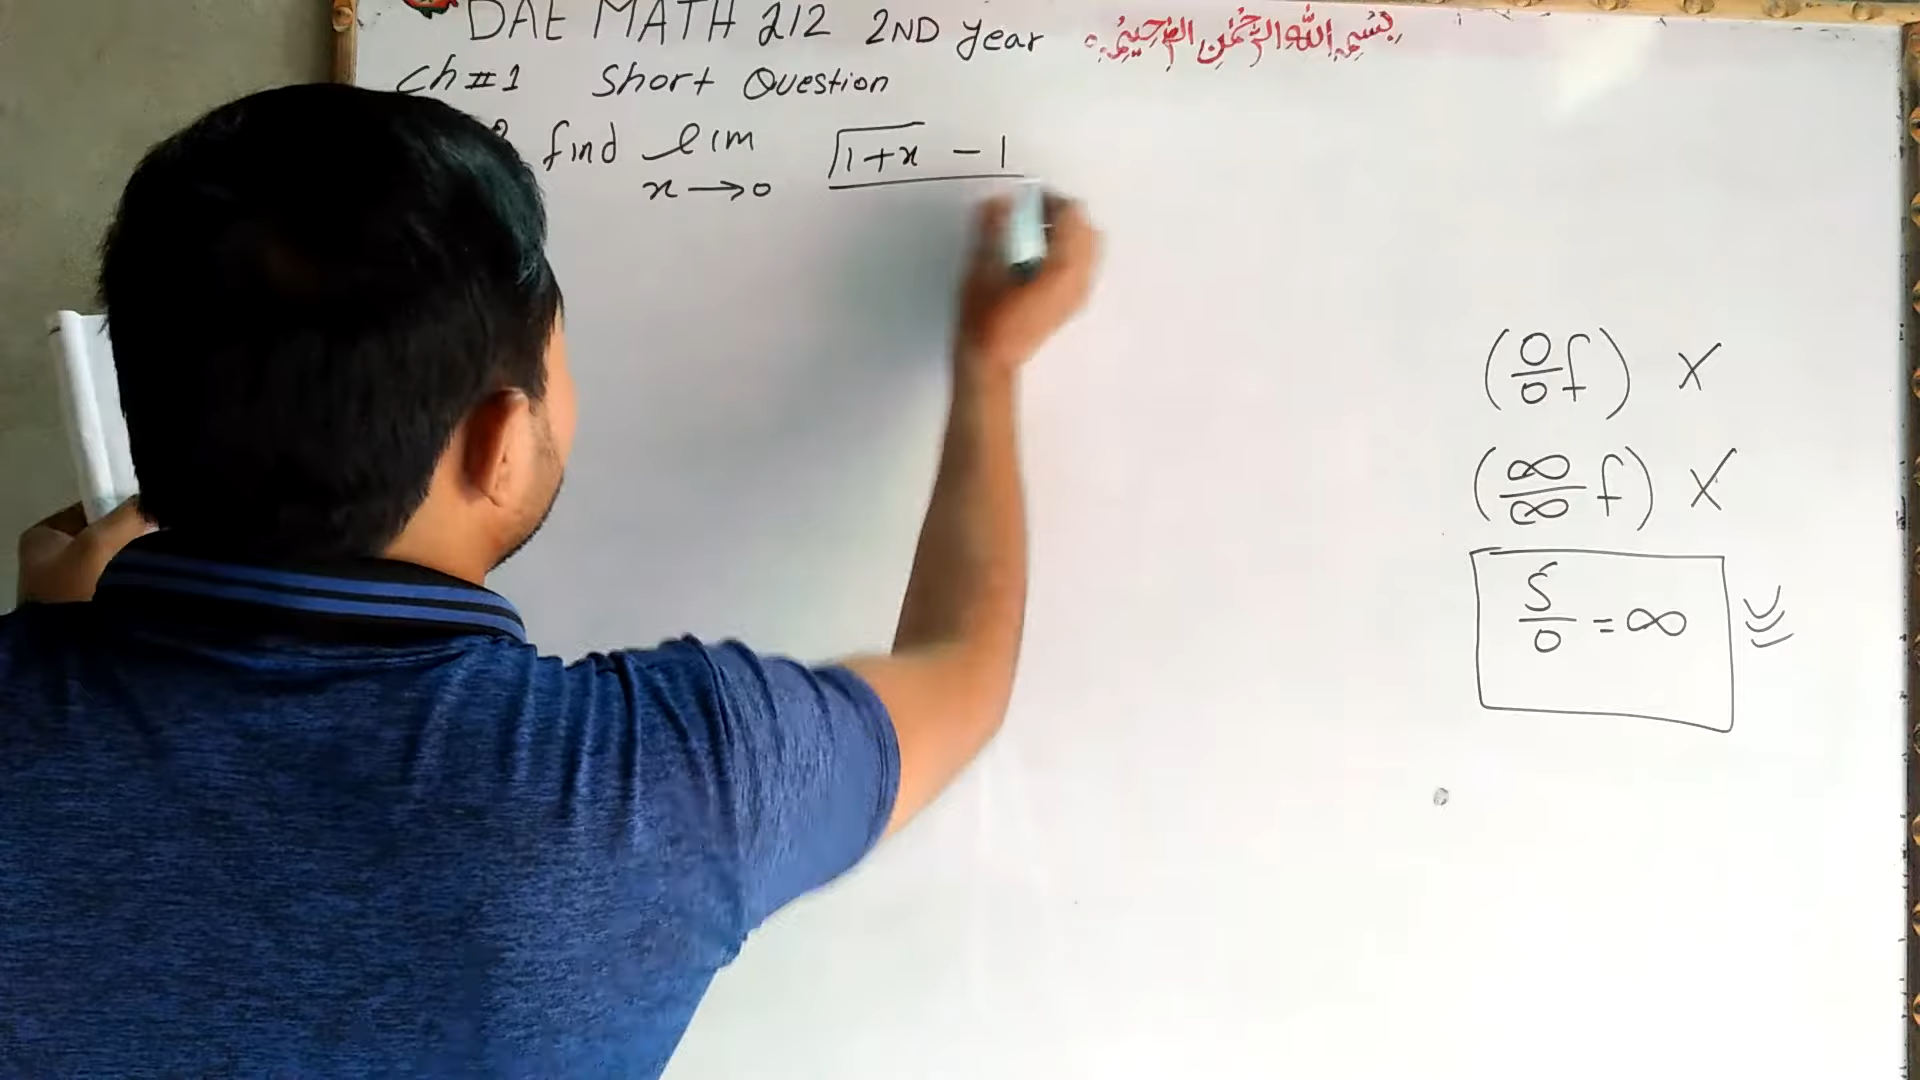 DAE MATH 212 2ND year بسم الله الرحمن الرحيم
Ch #1 Short Question
find lim x→0 √1+x - 1
(0/0 f) X
(∞/∞ f) X
5/0 = ∞